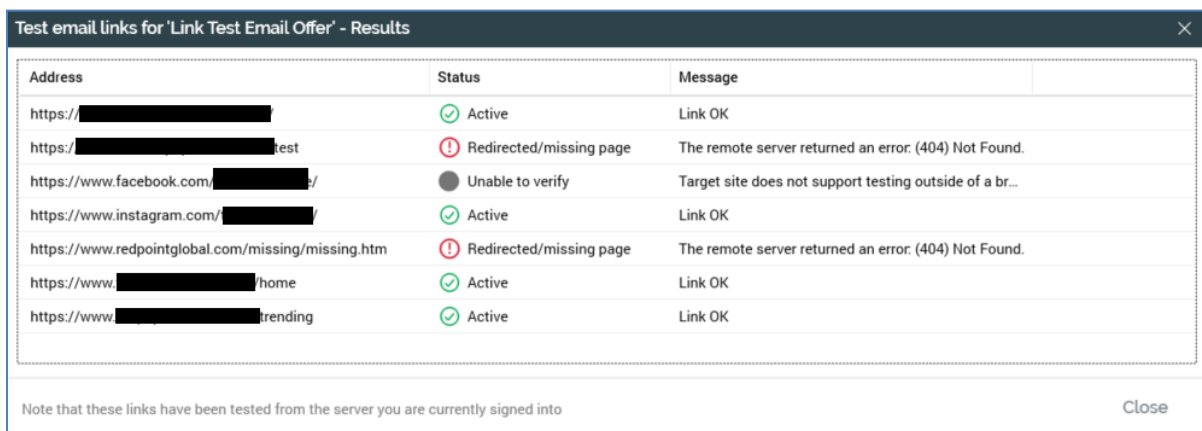 Test email links for 'Link Test Email Offer' - Results
Address Status Message
https:// / Active Link OK
https:/ test Redirected/missing page The remote server returned an error: (404) Not Found.
https://www.facebook.com/ e/ Unable to verify Target site does not support testing outside of a br...
https://www.instagram.com/ / Active Link OK
https://www.redpointglobal.com/missing/missing.htm Redirected/missing page The remote server returned an error: (404) Not Found.
https://www. /home Active Link OK
https://www. trending Active Link OK
Note that these links have been tested from the server you are currently signed into
Close